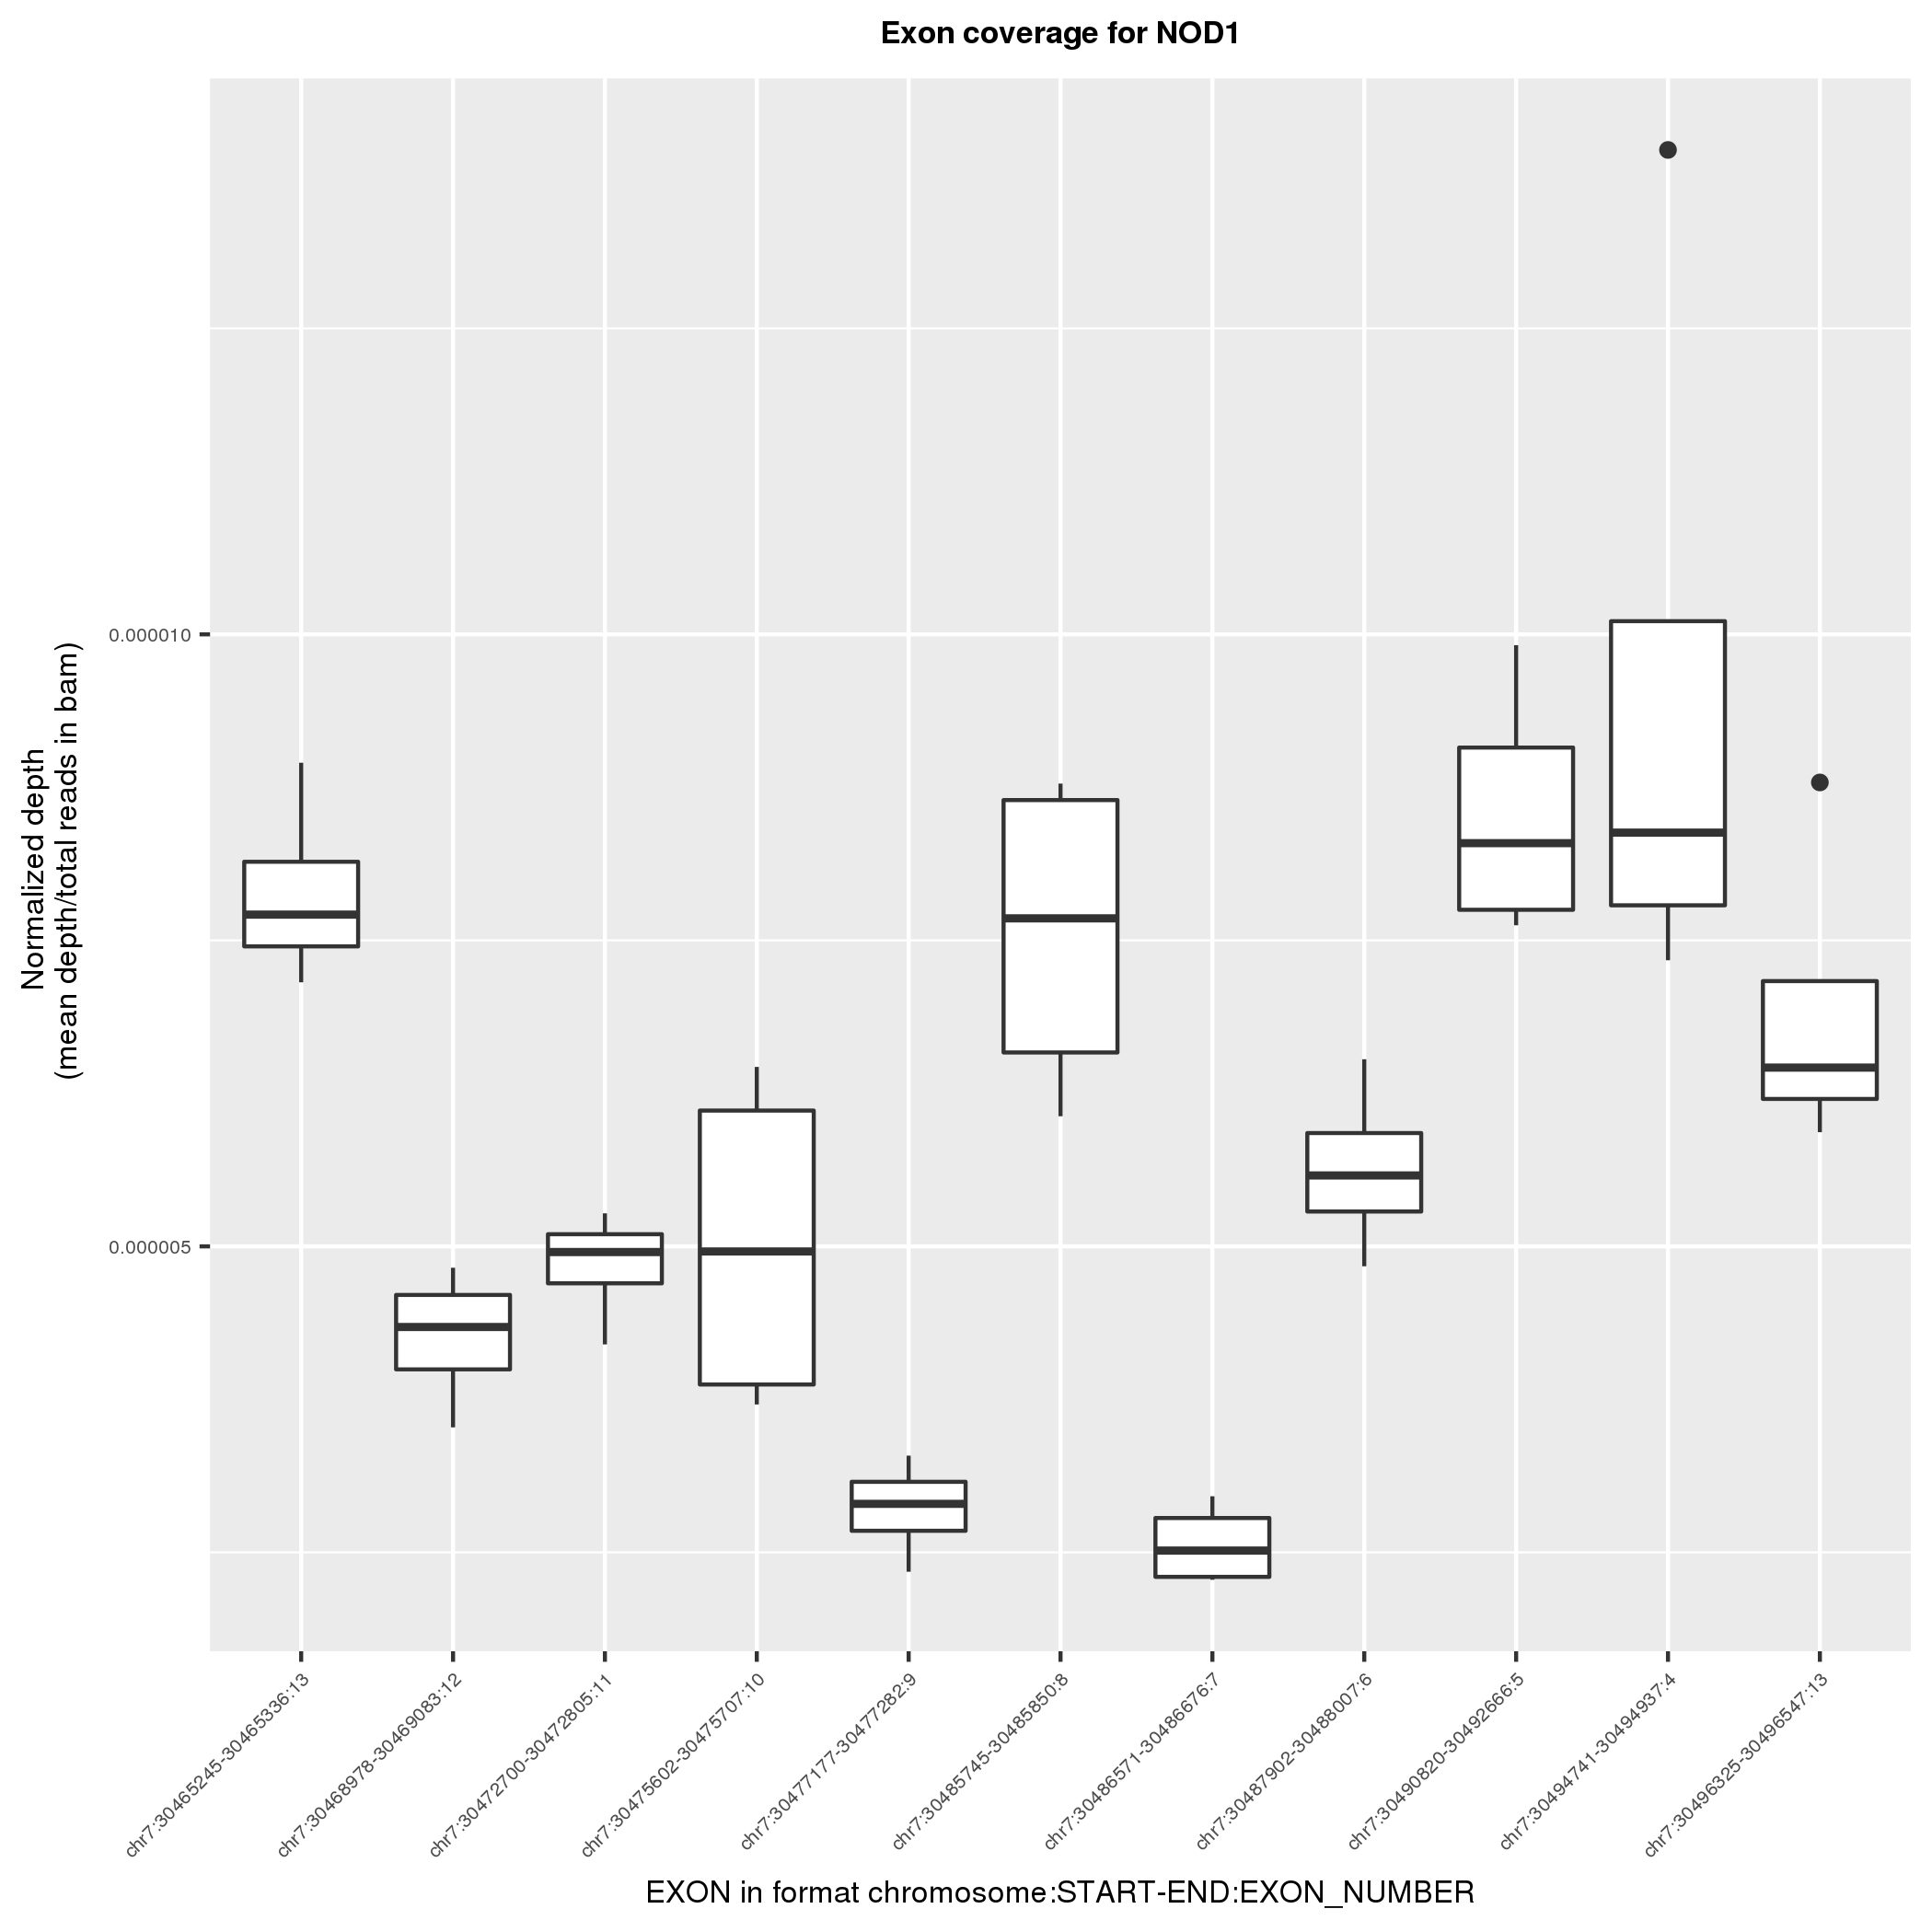 Exon coverage for NOD1
Normalized depth
(mean depth/total reads in bam)
0.000010
0.000005
chr7:30465245-30465336:13
chr7:30468978-30469083:12
chr7:30472700-30472805:11
chr7:30475602-30475707:10
chr7:30477177-30477282:9
chr7:30485745-30485850:8
chr7:30486571-30486676:7
chr7:30487902-30488007:6
chr7:30490820-30492666:5
chr7:30494741-30494937:4
chr7:30496325-30496547:13
EXON in format chromosome:START-END:EXON_NUMBER